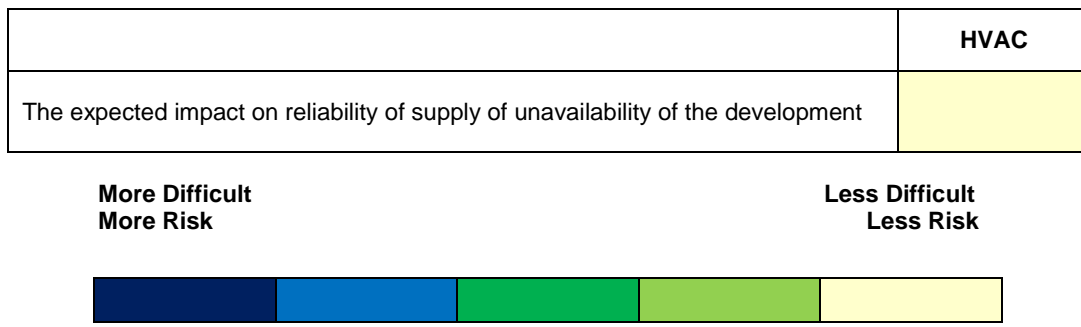 HVAC
The expected impact on reliability of supply of unavailability of the development
More Difficult
More Risk
Less Difficult
Less Risk